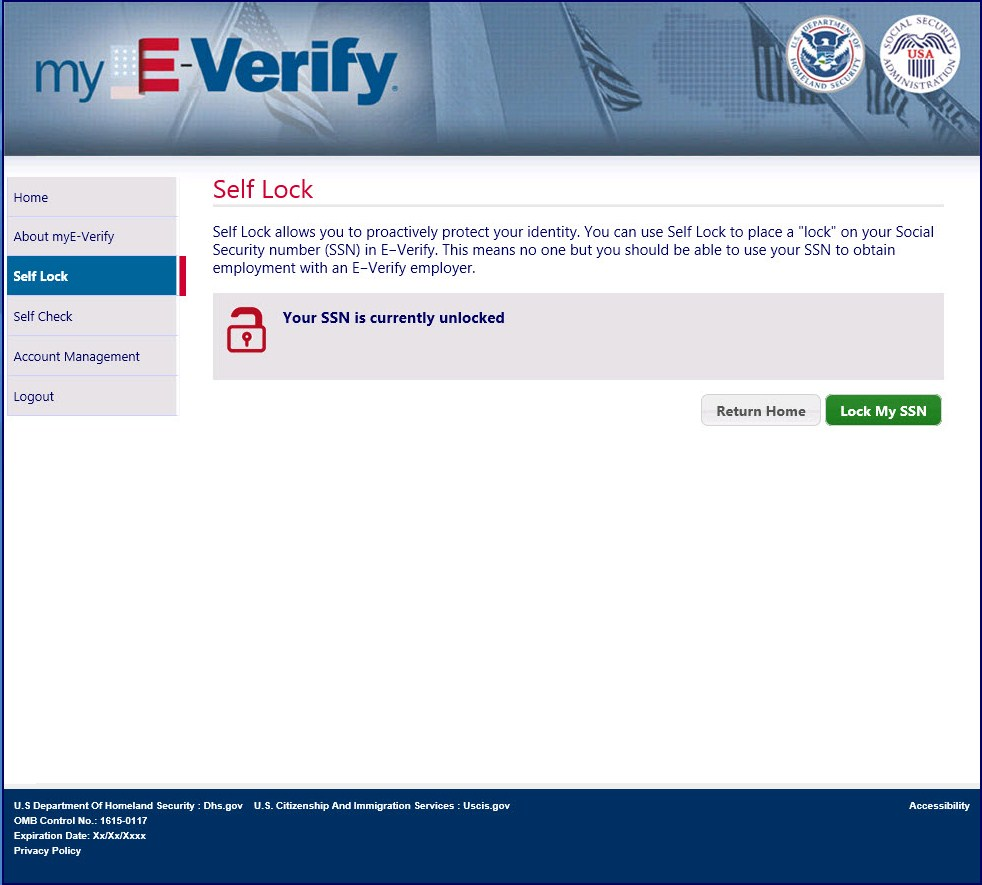 my E-Verify®
U.S. DEPARTMENT OF HOMELAND SECURITY
SOCIAL SECURITY ADMINISTRATION
USA
Home
About myE-Verify
Self Lock
Self Check
Account Management
Logout
Self Lock
Self Lock allows you to proactively protect your identity. You can use Self Lock to place a "lock" on your Social
Security number (SSN) in E–Verify. This means no one but you should be able to use your SSN to obtain
employment with an E–Verify employer.
Your SSN is currently unlocked
Return Home
Lock My SSN
U.S Department Of Homeland Security : Dhs.gov U.S. Citizenship And Immigration Services : Uscis.gov Accessibility
OMB Control No.: 1615-0117
Expiration Date: Xx/Xx/Xxxx
Privacy Policy